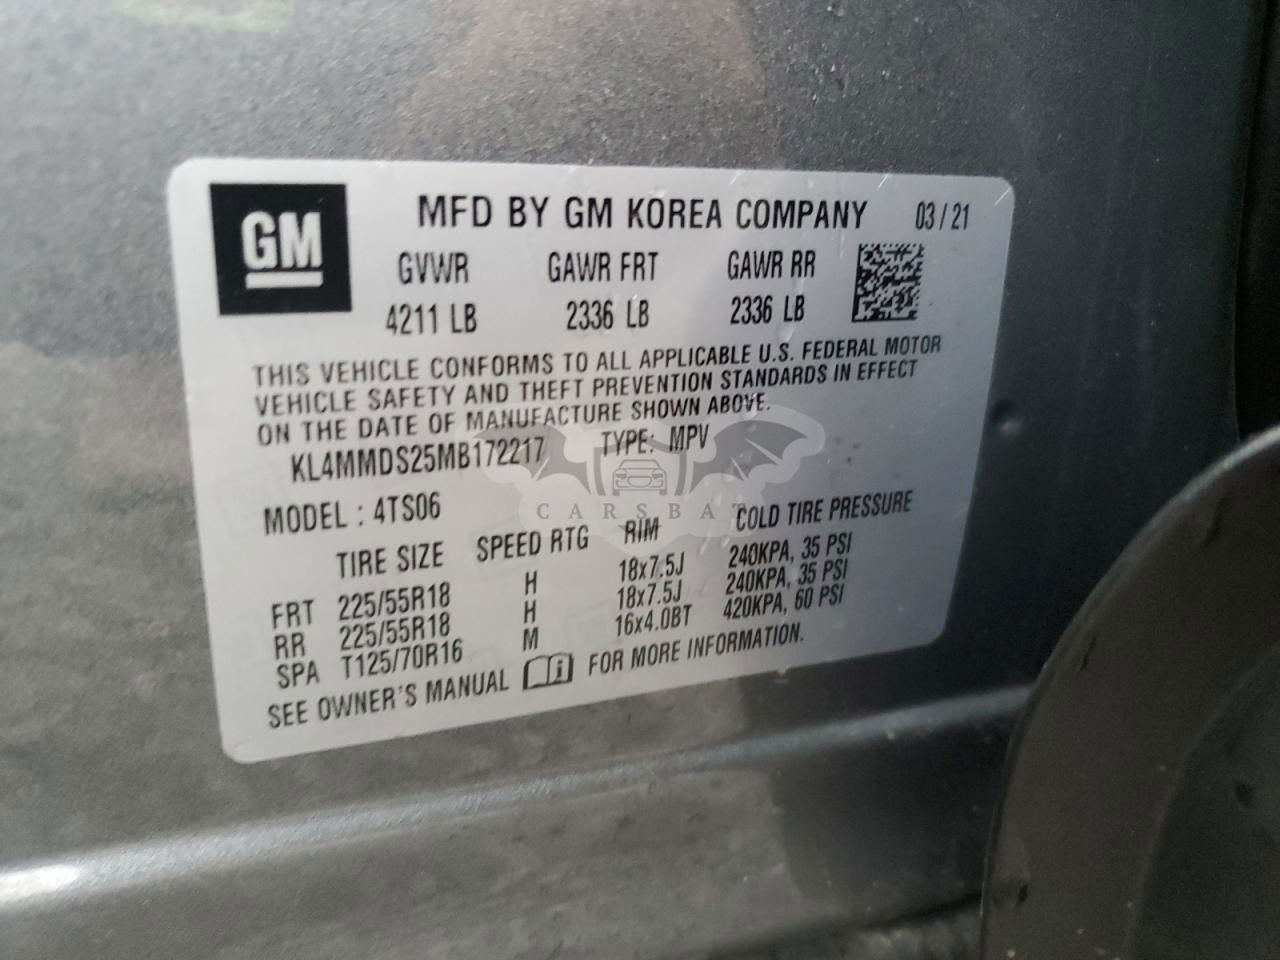 GM
MFD BY GM KOREA COMPANY 03/21
GVWR GAWR FRT GAWR RR
4211 LB 2336 LB 2336 LB
THIS VEHICLE CONFORMS TO ALL APPLICABLE U.S. FEDERAL MOTOR
VEHICLE SAFETY AND THEFT PREVENTION STANDARDS IN EFFECT
ON THE DATE OF MANUFACTURE SHOWN ABOVE.
KL4MMDS25MB172217 TYPE: MPV
CARSBAT
MODEL : 4TS06
TIRE SIZE SPEED RTG RIM COLD TIRE PRESSURE
FRT 225/55R18 H 18x7.5J 240KPA, 35 PSI
RR 225/55R18 H 18x7.5J 240KPA, 35 PSI
SPA T125/70R16 M 16x4.0BT 420KPA, 60 PSI
SEE OWNER'S MANUAL i FOR MORE INFORMATION.